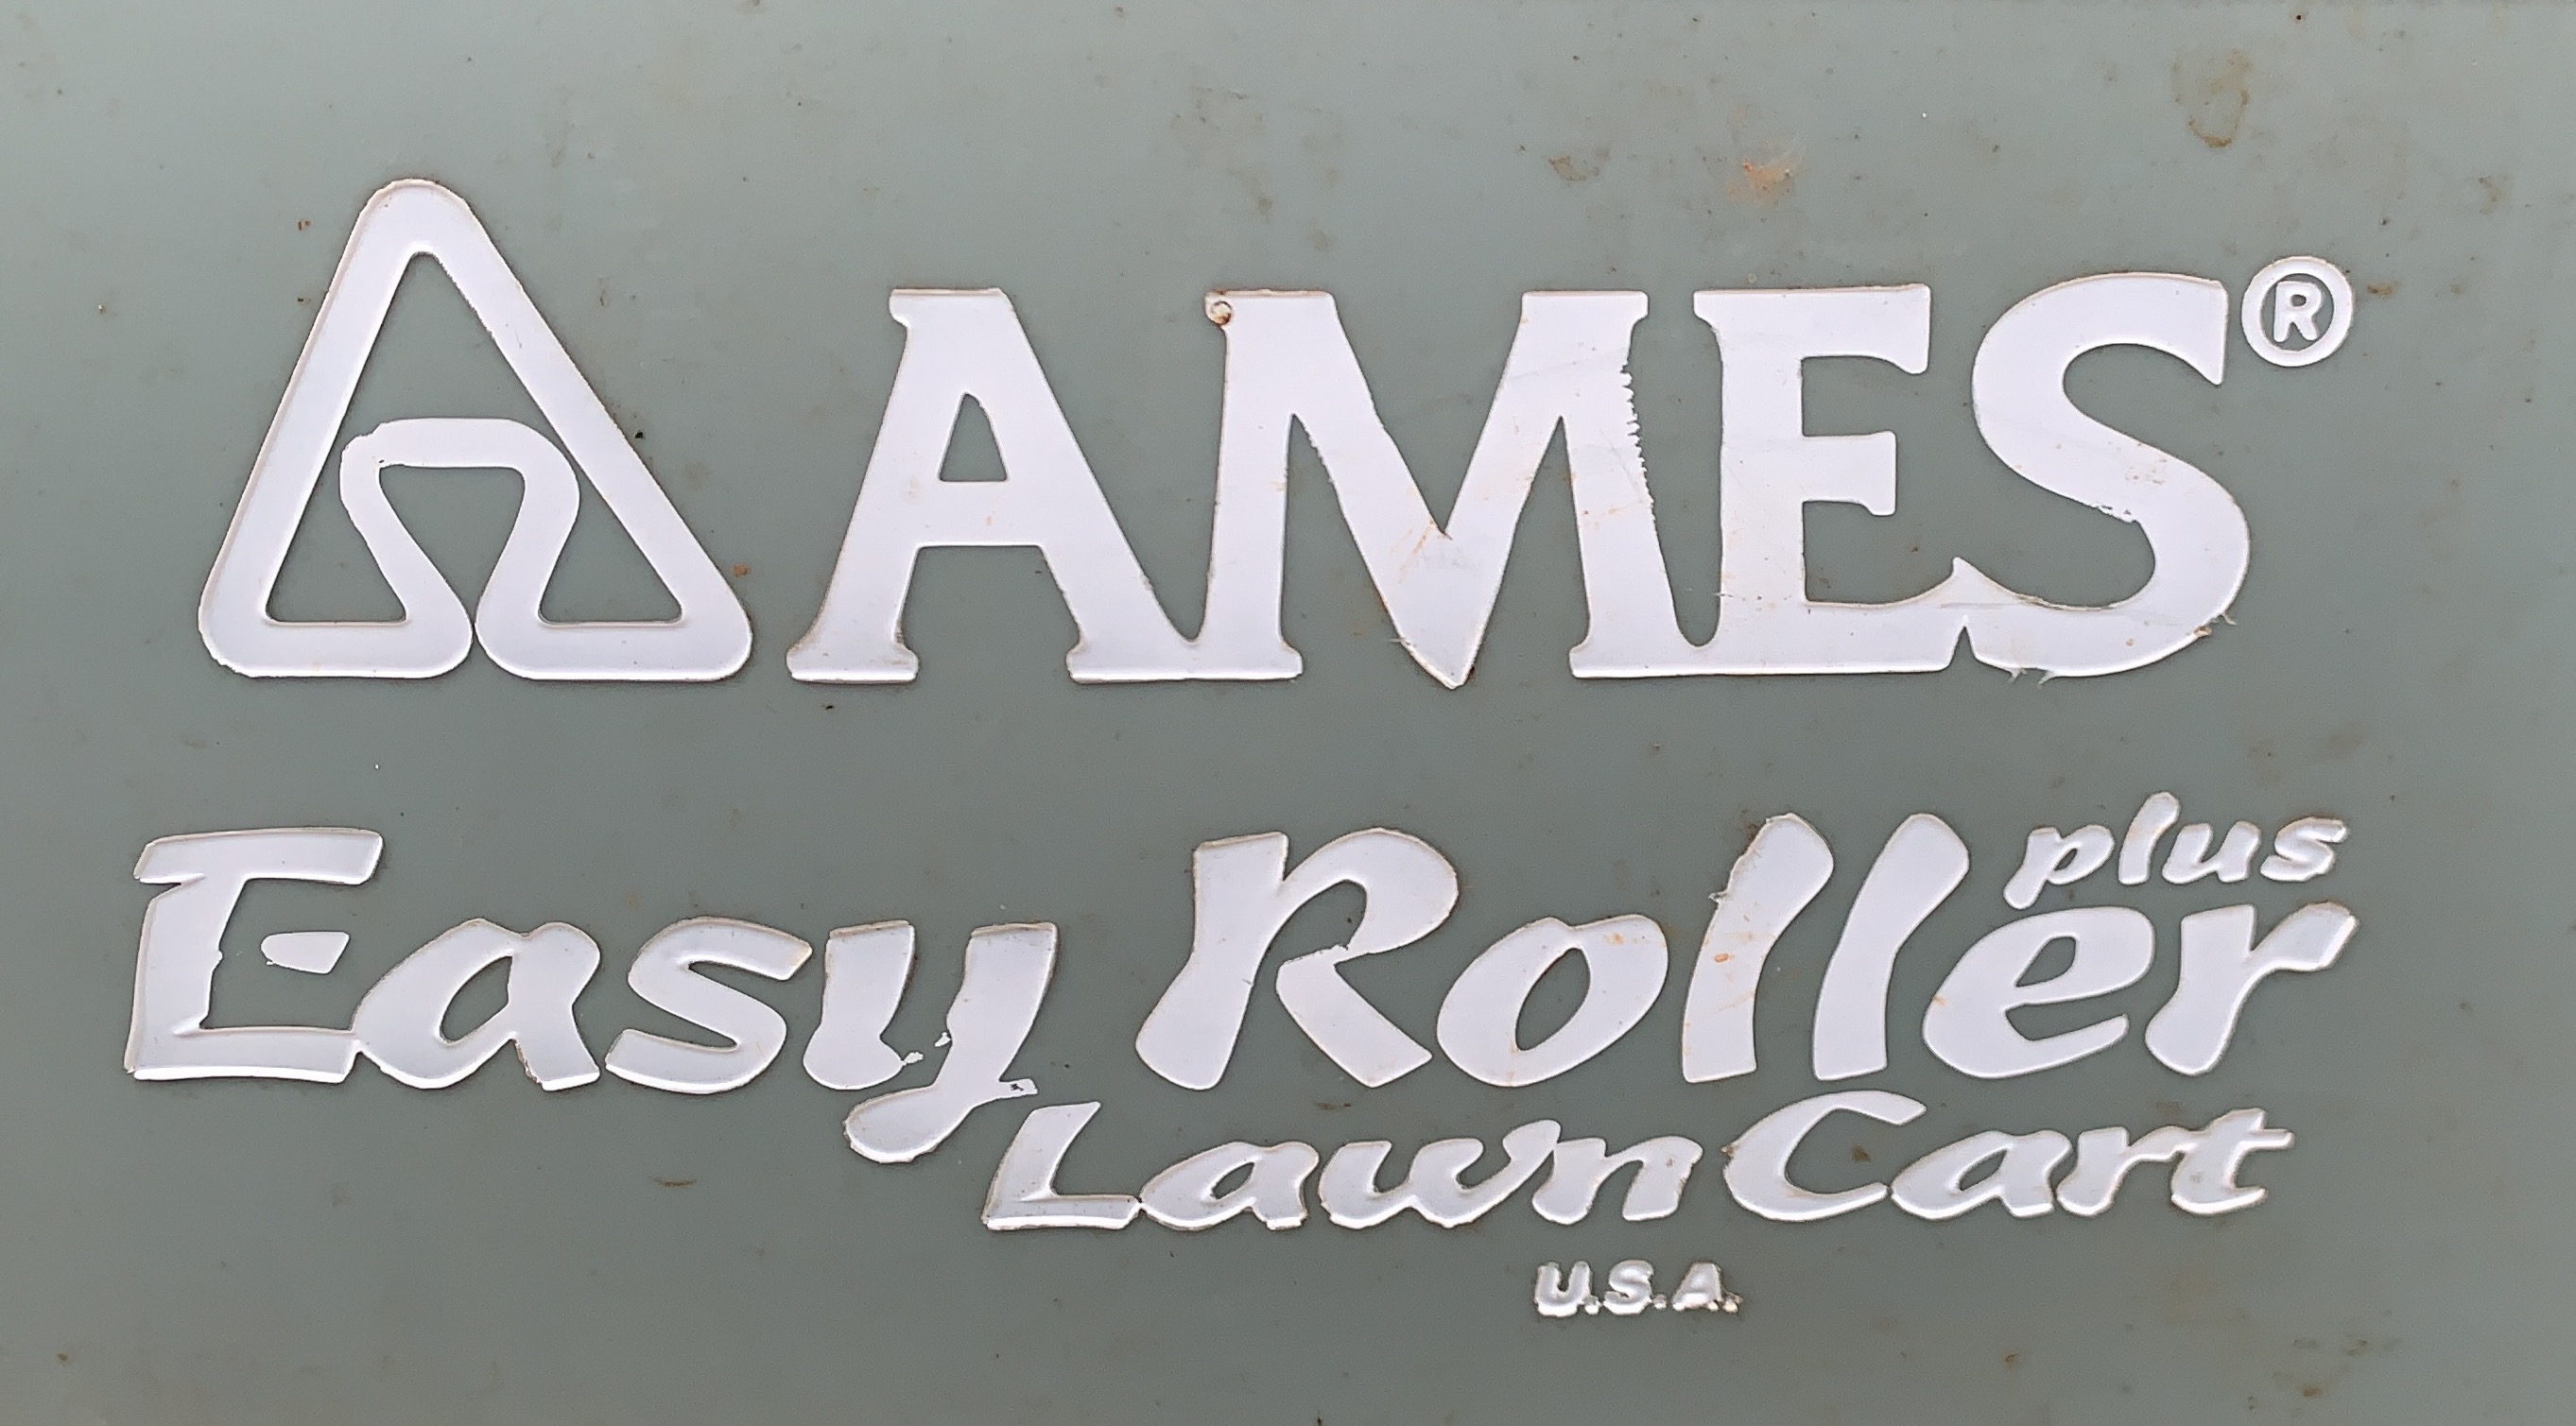 AMES®
Easy Roller plus
Lawn Cart
U.S.A.